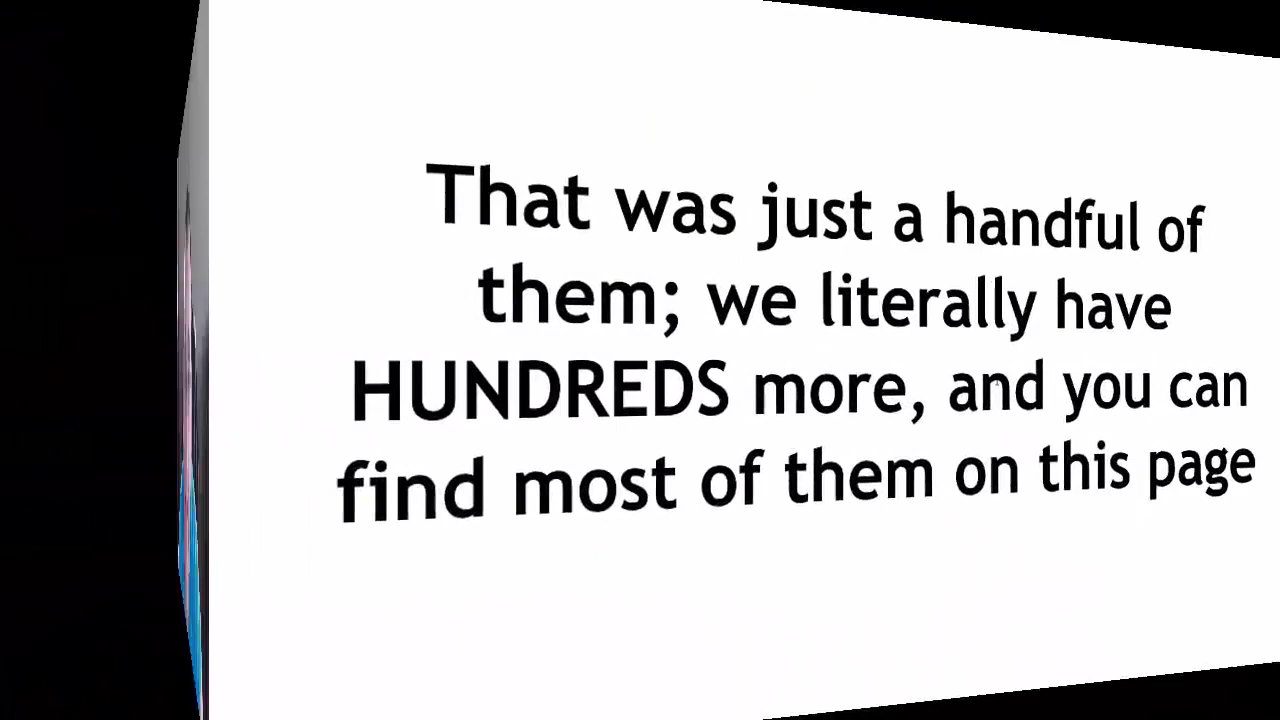 That was just a handful of
them; we literally have
HUNDREDS more, and you can
find most of them on this page